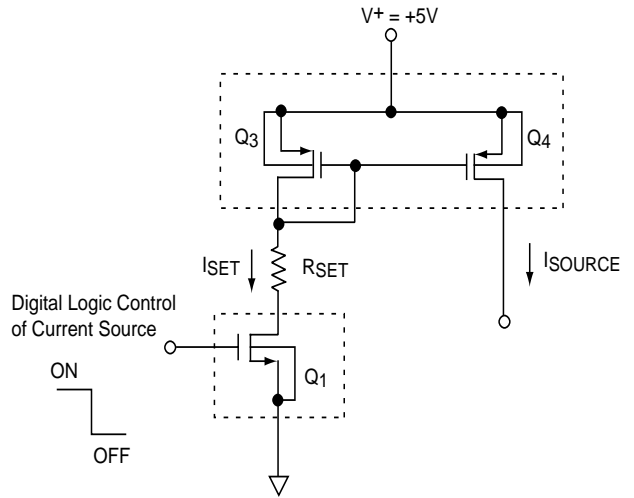 V+ = +5V
Q3
Q4
ISET
RSET
ISOURCE
Digital Logic Control
of Current Source
Q1
ON
OFF